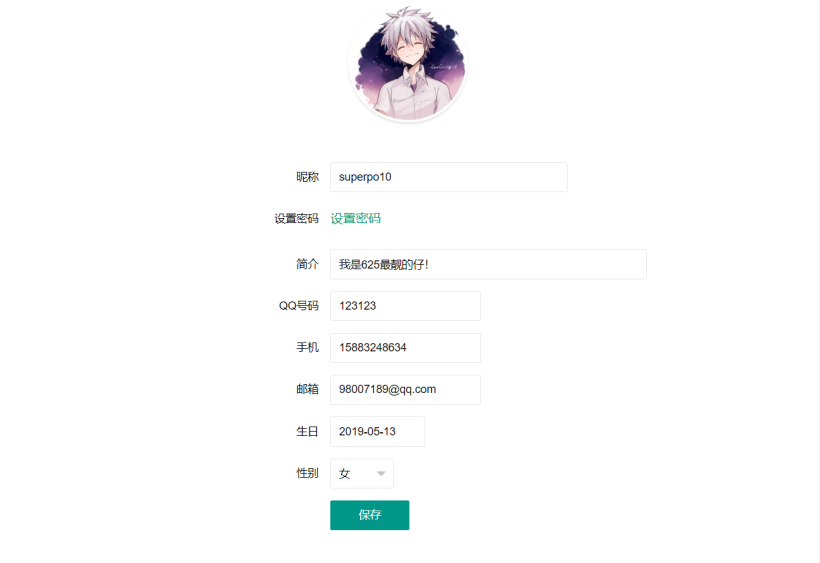 昵称 superpo10
设置密码 设置密码
简介 我是625最靓的仔!
QQ号码 123123
手机 15883248634
邮箱 98007189@qq.com
生日 2019-05-13
性别 女
保存